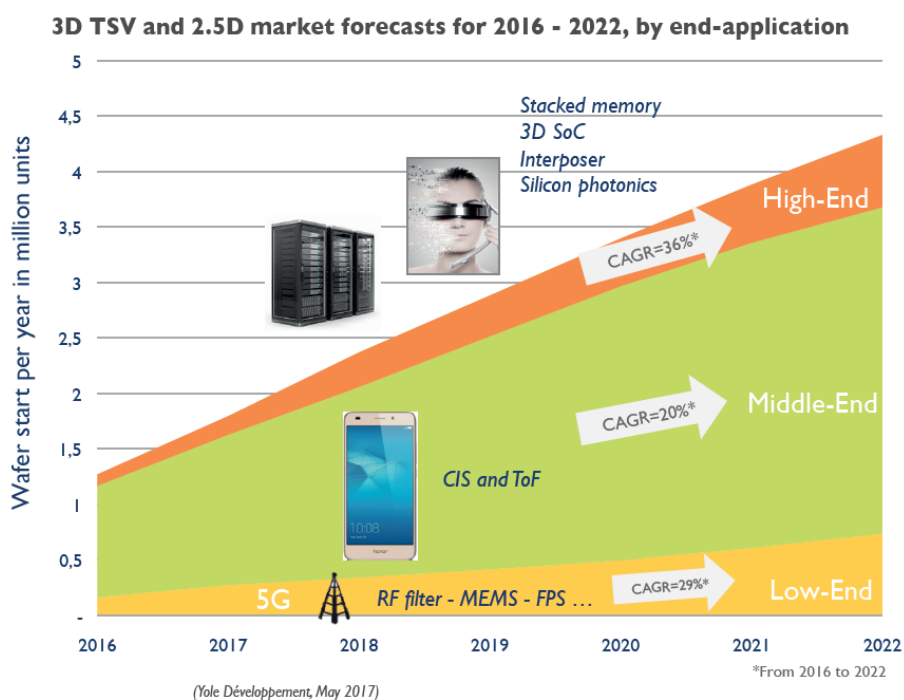 3D TSV and 2.5D market forecasts for 2016 - 2022, by end-application
Wafer start per year in million units
5
4,5
4
3,5
3
2,5
2
1,5
1
0,5
-
Stacked memory
3D SoC
Interposer
Silicon photonics
High-End
CAGR=36%*
Middle-End
CAGR=20%*
CIS and ToF
10:08
honor
5G
RF filter - MEMS - FPS ...
CAGR=29%*
Low-End
2016 2017 2018 2019 2020 2021 2022
*From 2016 to 2022
(Yole Développement, May 2017)